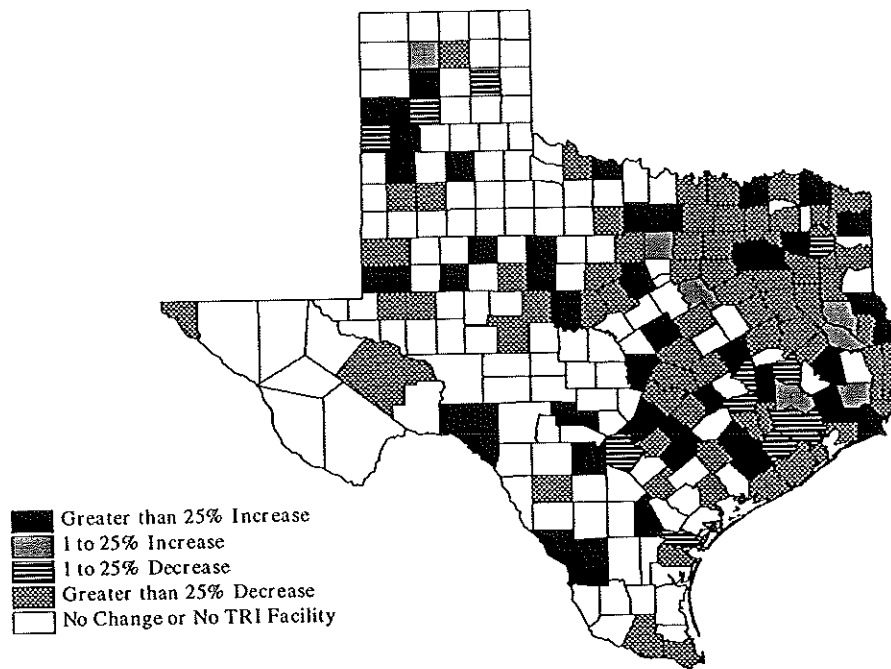 Greater than 25% Increase
1 to 25% Increase
1 to 25% Decrease
Greater than 25% Decrease
No Change or No TRI Facility